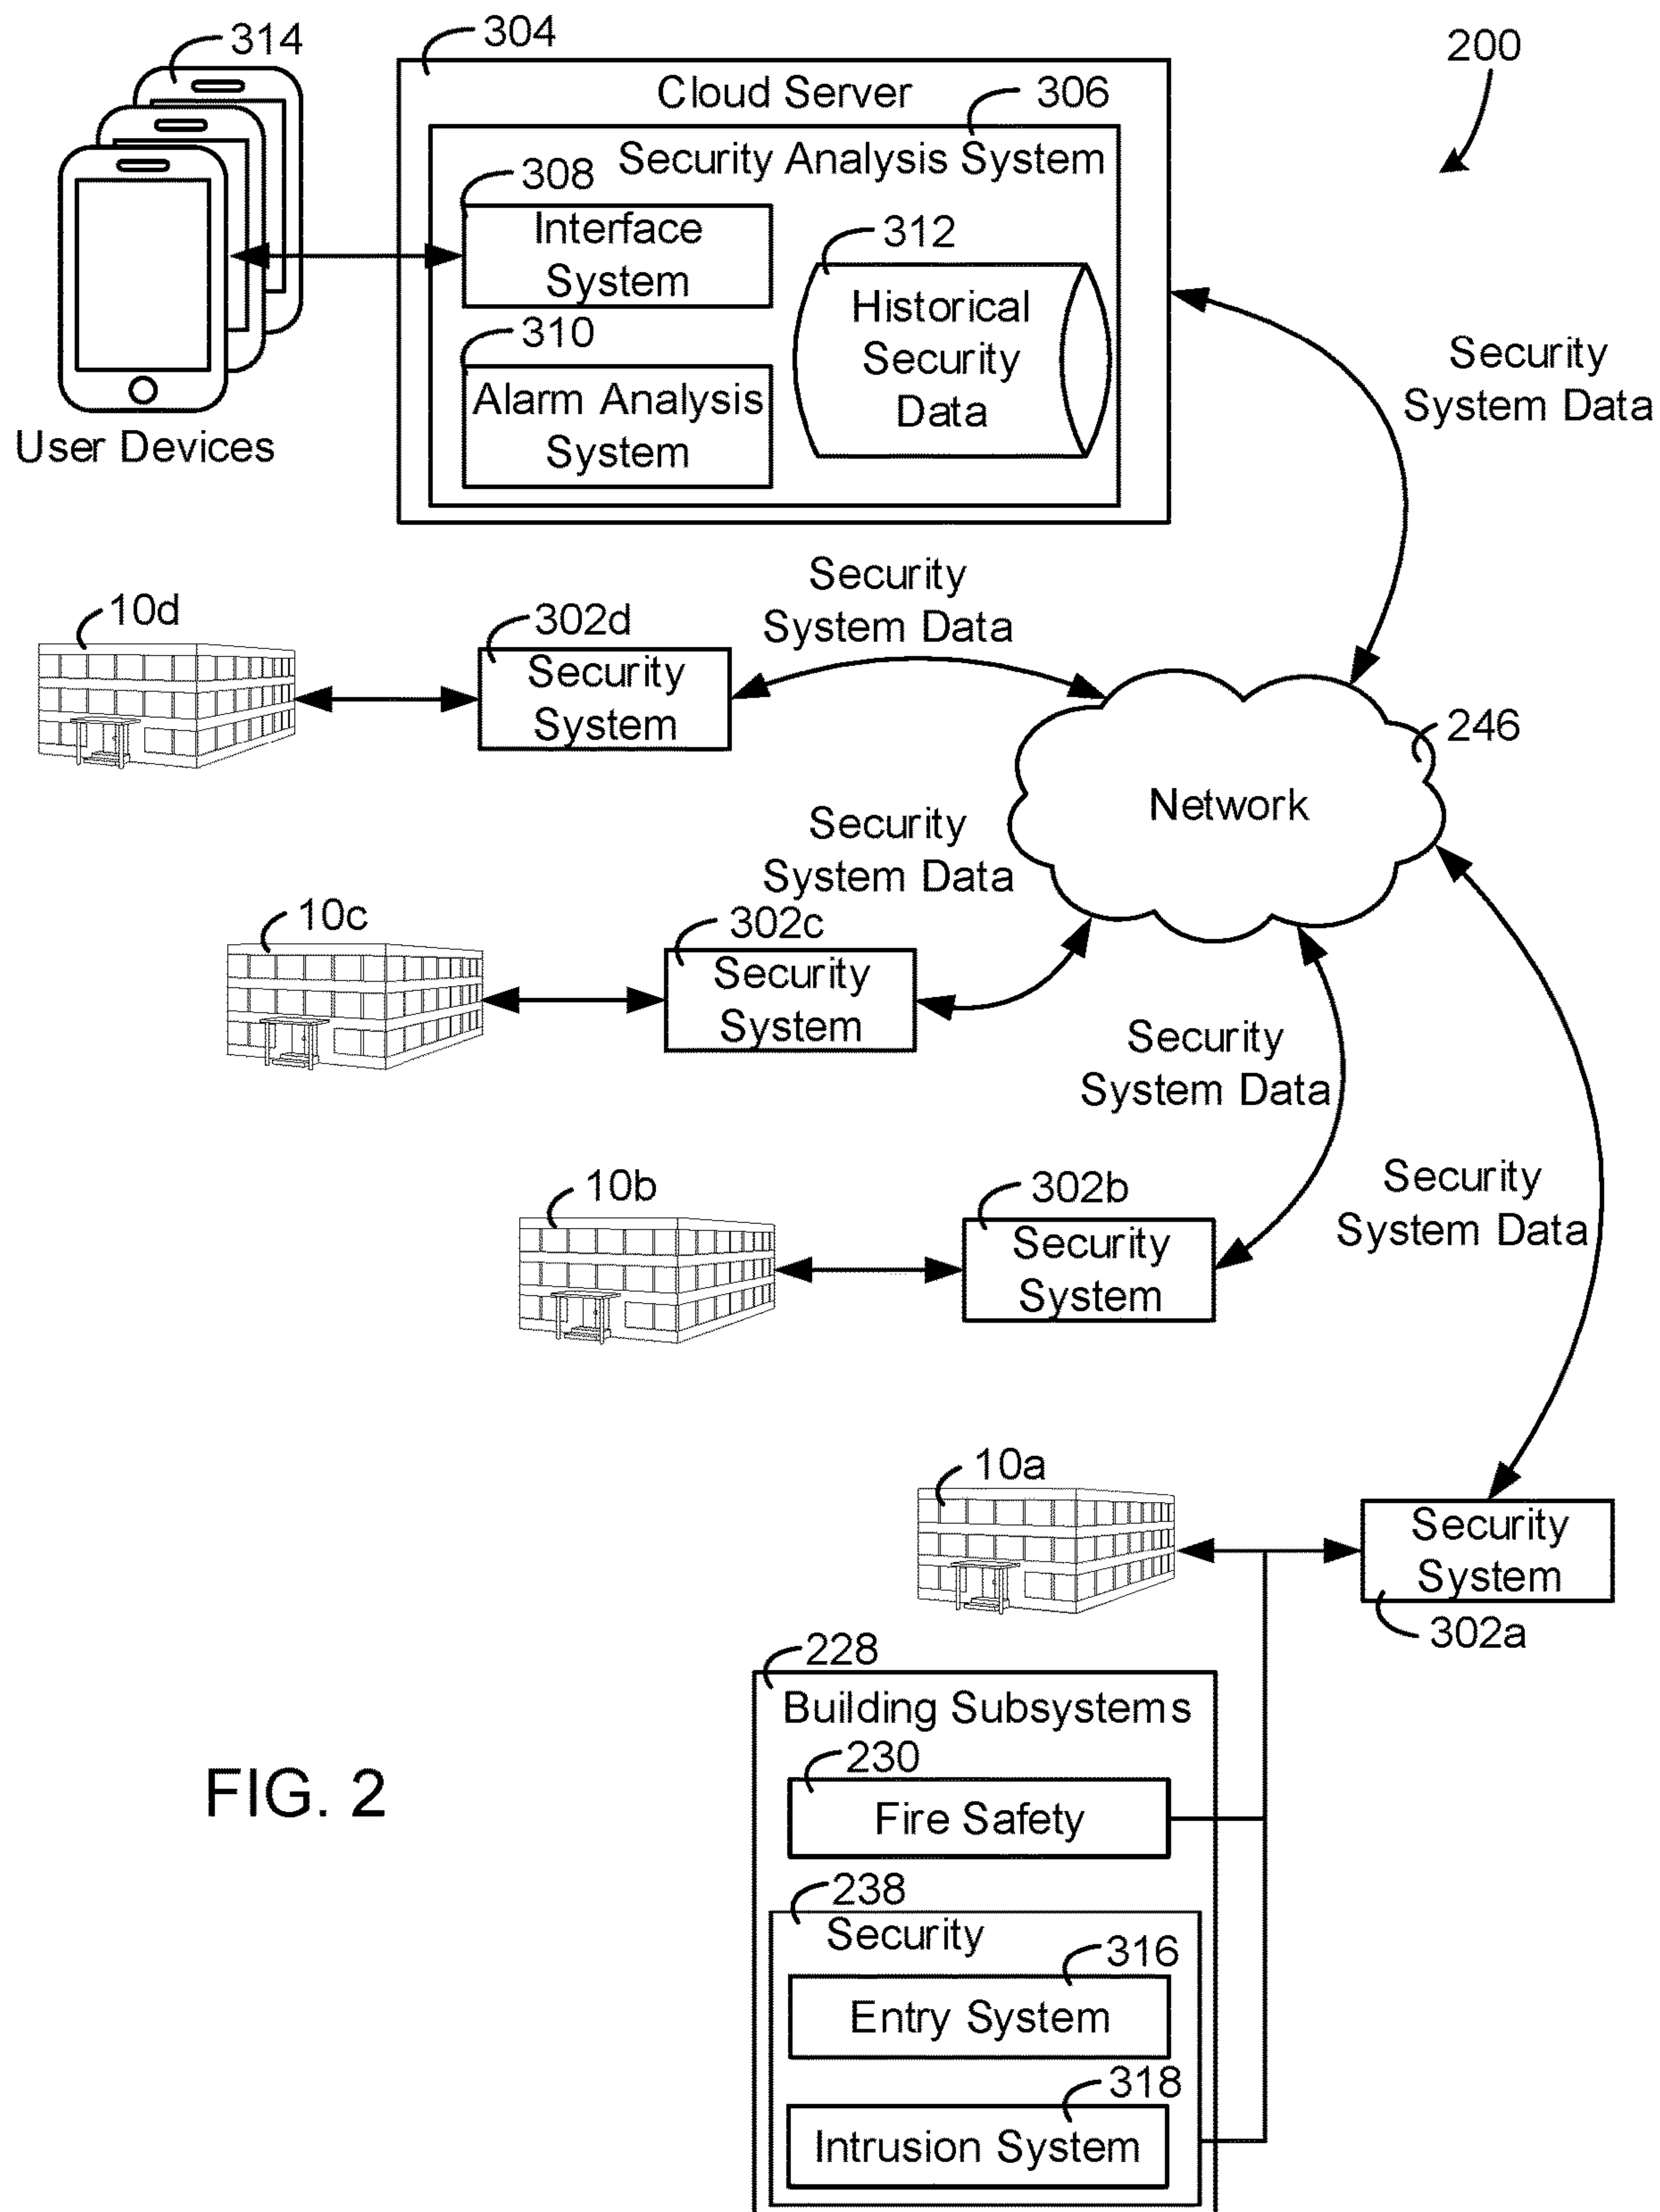 314
304
200
Cloud Server
306
Security Analysis System
308
Interface
System
312
Historical
Security
Data
310
Alarm Analysis
System
User Devices
Security
System Data
10d
302d
Security
System
Security
System Data
246
Network
Security
System Data
10c
302c
Security
System
Security
System Data
10b
302b
Security
System
Security
System Data
10a
Security
System
302a
228
Building Subsystems
230
Fire Safety
238
Security
316
Entry System
318
Intrusion System
FIG. 2